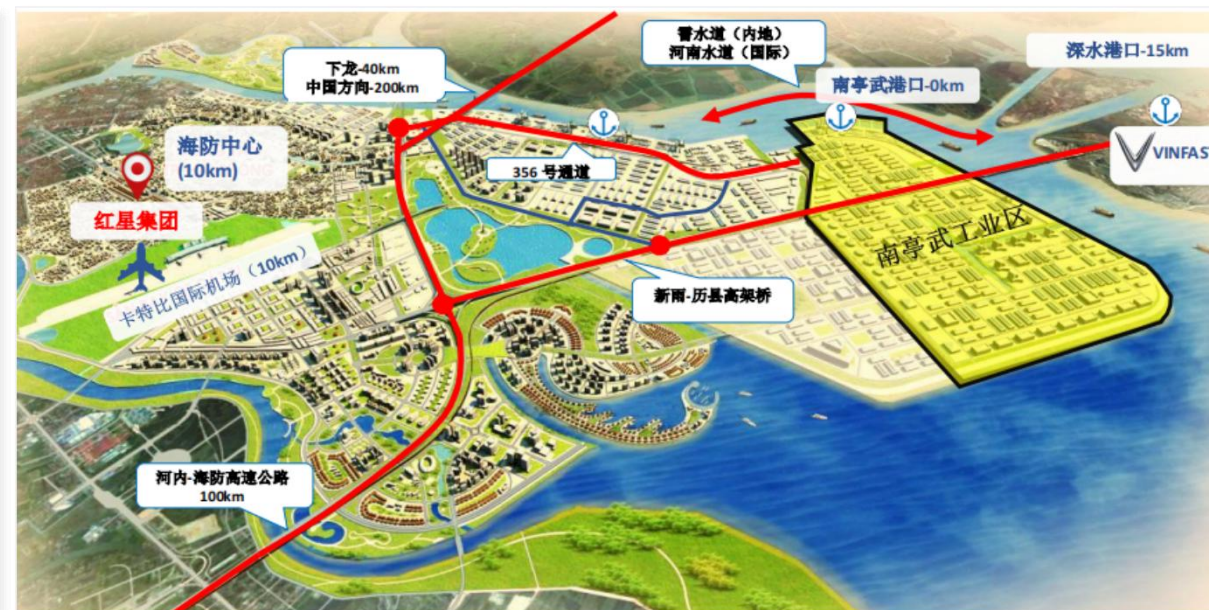 胥水道（内地）
河南水道（国际）
深水港口-15km
下龙-40km
中国方向-200km
南亭武港口-0km
海防中心
(10km)
VINFAST
356 号通道
红星集团
南亭武工业区
卡特比国际机场（10km）
新雨-历县高架桥
河内-海防高速公路
100km